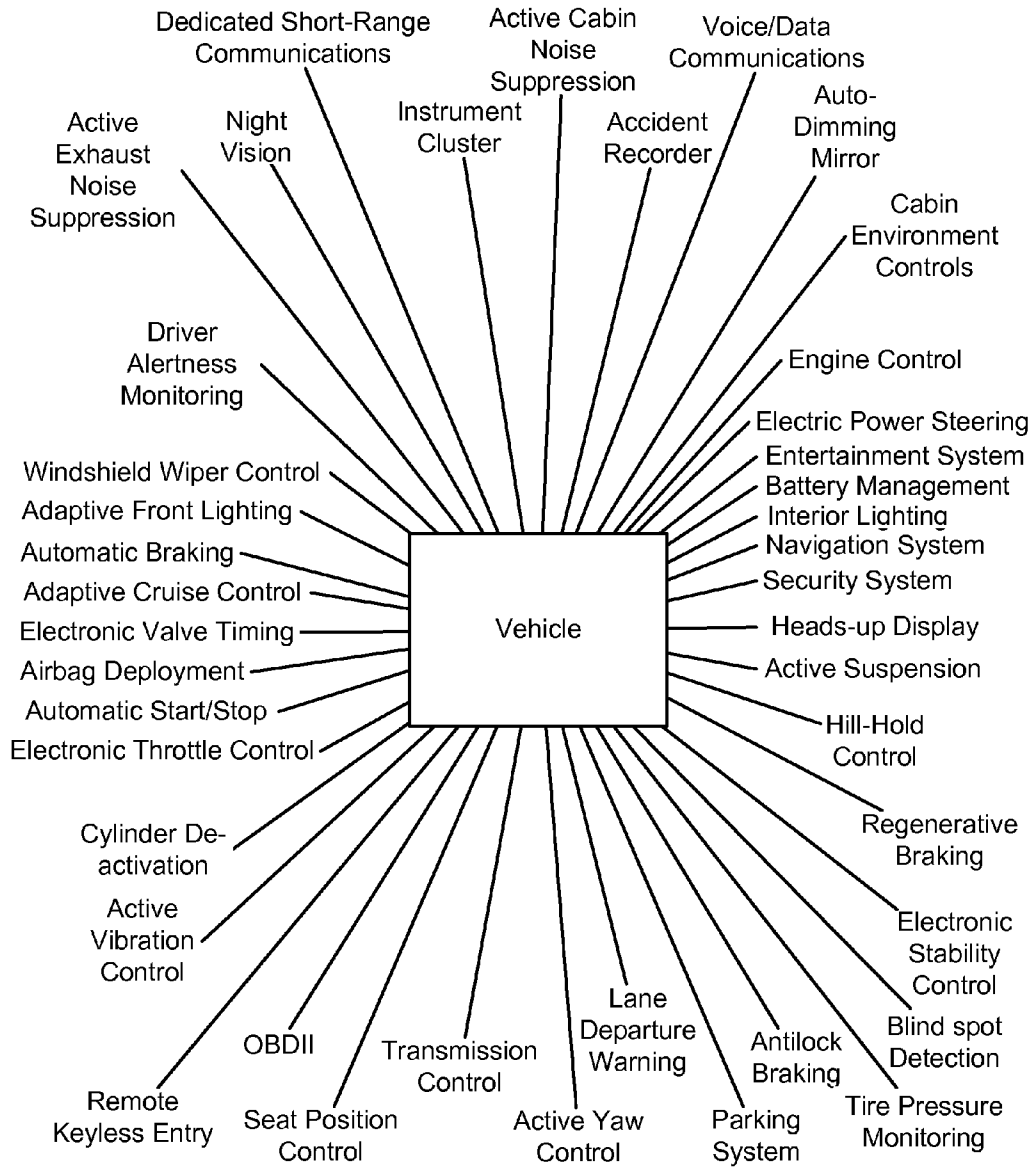 Dedicated Short-Range
Communications
Active Cabin
Noise
Suppression
Voice/Data
Communications
Active
Exhaust
Noise
Suppression
Night
Vision
Instrument
Cluster
Accident
Recorder
Auto-
Dimming
Mirror
Cabin
Environment
Controls
Driver
Alertness
Monitoring
Engine Control
Electric Power Steering
Windshield Wiper Control
Entertainment System
Adaptive Front Lighting
Battery Management
Interior Lighting
Automatic Braking
Navigation System
Adaptive Cruise Control
Security System
Electronic Valve Timing
Vehicle
Heads-up Display
Airbag Deployment
Active Suspension
Automatic Start/Stop
Hill-Hold
Control
Electronic Throttle Control
Cylinder De-
activation
Regenerative
Braking
Active
Vibration
Control
Electronic
Stability
Control
OBDII
Transmission
Control
Lane
Departure
Warning
Antilock
Braking
Blind spot
Detection
Remote
Keyless Entry
Seat Position
Control
Active Yaw
Control
Parking
System
Tire Pressure
Monitoring